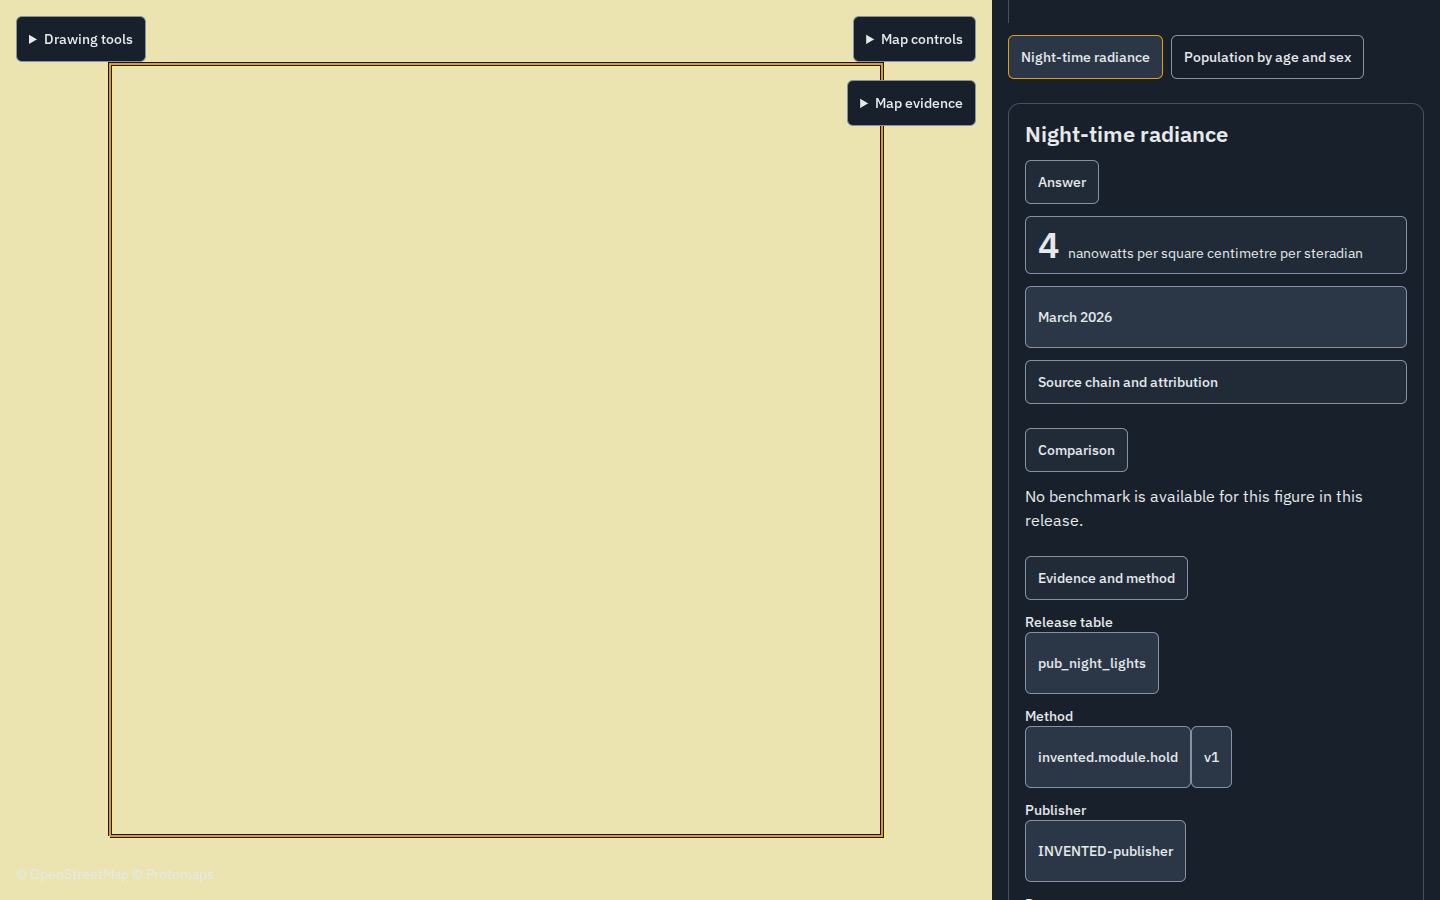 Drawing tools
Map controls
Map evidence
© OpenStreetMap © Protomaps
Night-time radiance
Population by age and sex
Night-time radiance
Answer
4 nanowatts per square centimetre per steradian
March 2026
Source chain and attribution
Comparison
No benchmark is available for this figure in this
release.
Evidence and method
Release table
pub_night_lights
Method
invented.module.hold
v1
Publisher
INVENTED-publisher